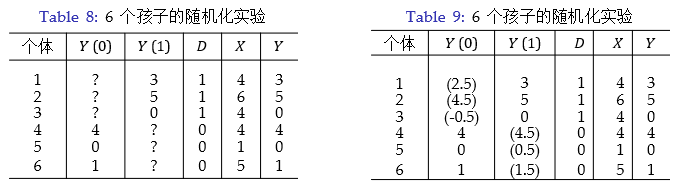 Table 8: 6 个孩子的随机化实验
个体 Y (0) Y (1) D X Y
1 ? 3 1 4 3
2 ? 5 1 6 5
3 ? 0 1 4 0
4 4 ? 0 4 4
5 0 ? 0 1 0
6 1 ? 0 5 1
Table 9: 6 个孩子的随机化实验
个体 Y (0) Y (1) D X Y
1 (2.5) 3 1 4 3
2 (4.5) 5 1 6 5
3 (-0.5) 0 1 4 0
4 4 (4.5) 0 4 4
5 0 (0.5) 0 1 0
6 1 (1.5) 0 5 1